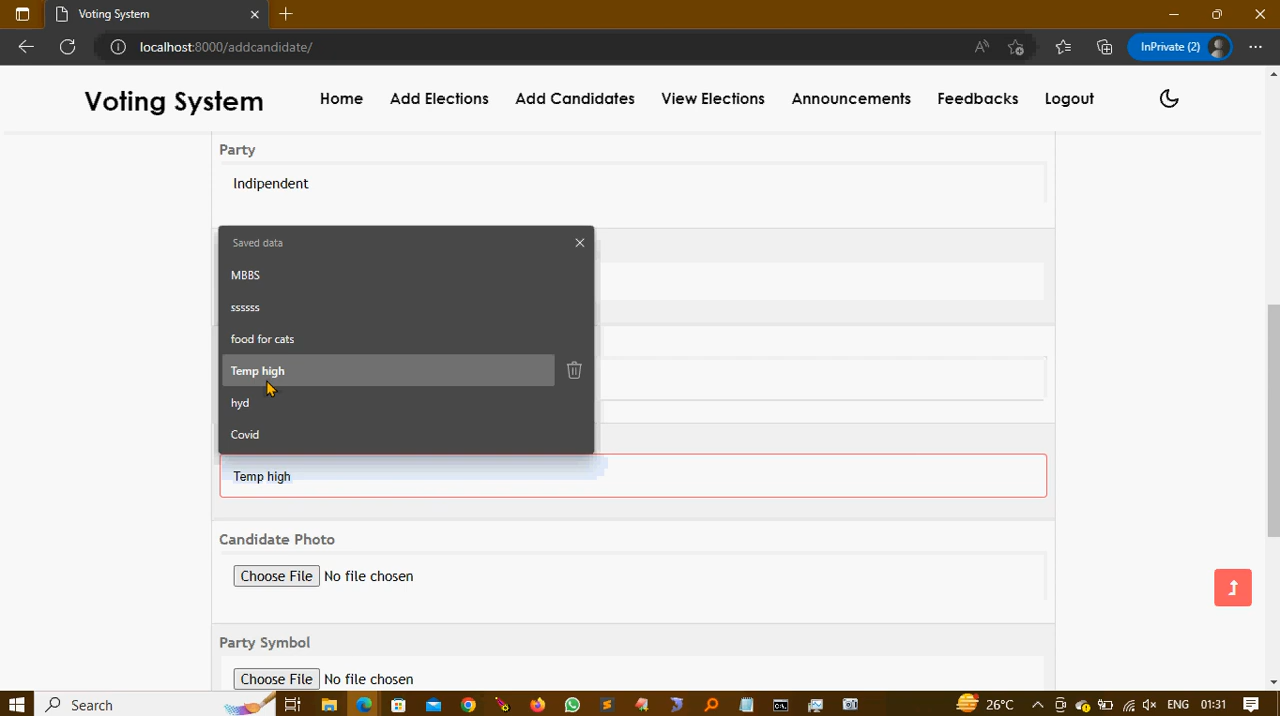 Voting System
localhost:8000/addcandidate/
InPrivate (2)
Voting System
Home
Add Elections
Add Candidates
View Elections
Announcements
Feedbacks
Logout
Party
Indipendent
Saved data
MBBS
ssssss
food for cats
Temp high
hyd
Covid
Temp high
Candidate Photo
Choose File No file chosen
Party Symbol
Choose File No file chosen
Search
26°C
ENG
01:31